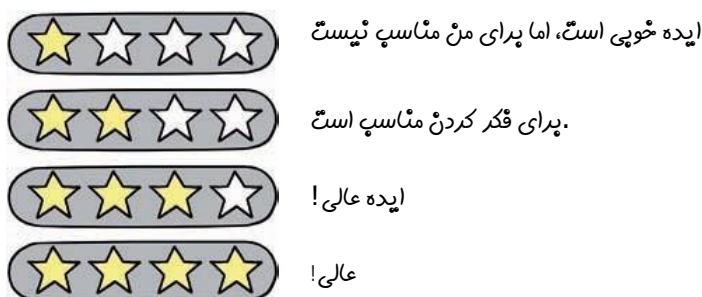 ایده خوبی است، اما برای من مناسب نیست
برای فکر کردن مناسب است.
ایده عالی!
عالی!